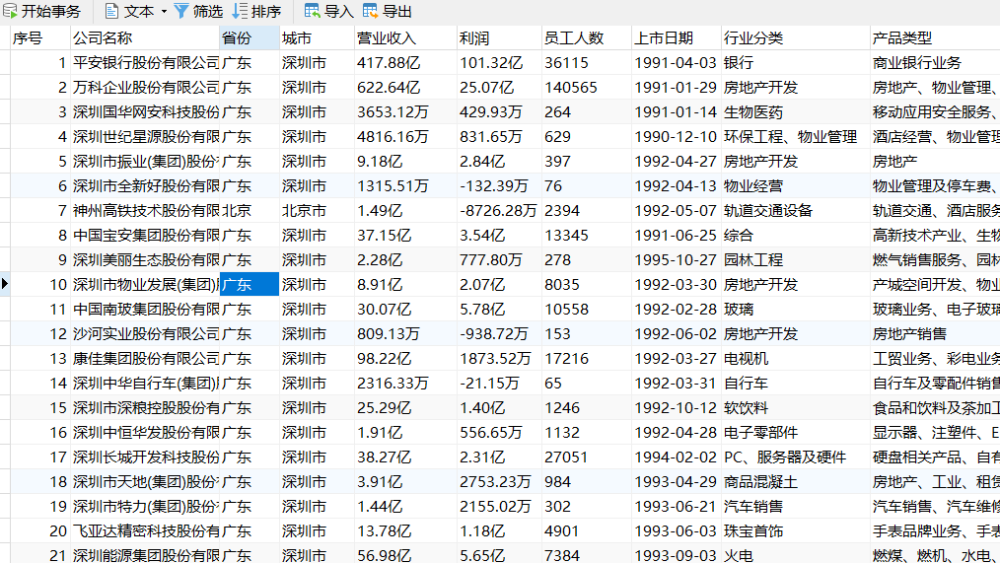 开始事务 文本 筛选 排序 导入 导出
序号 公司名称 省份 城市 营业收入 利润 员工人数 上市日期 行业分类 产品类型
1 平安银行股份有限公司 广东 深圳市 417.88亿 101.32亿 36115 1991-04-03 银行 商业银行业务
2 万科企业股份有限公司 广东 深圳市 622.64亿 25.07亿 140565 1991-01-29 房地产开发 房地产、物业管理、
3 深圳国华网安科技股份 广东 深圳市 3653.12万 429.93万 264 1991-01-14 生物医药 移动应用安全服务、
4 深圳世纪星源股份有限 广东 深圳市 4816.16万 831.65万 629 1990-12-10 环保工程、物业管理 酒店经营、物业管理
5 深圳市振业(集团)股份 广东 深圳市 9.18亿 2.84亿 397 1992-04-27 房地产开发 房地产
6 深圳市全新好股份有限 广东 深圳市 1315.51万 -132.39万 76 1992-04-13 物业经营 物业管理及停车费、
7 神州高铁技术股份有限 北京 北京市 1.49亿 -8726.28万 2394 1992-05-07 轨道交通设备 轨道交通、酒店服务
8 中国宝安集团股份有限 广东 深圳市 37.15亿 3.54亿 13345 1991-06-25 综合 高新技术产业、生物
9 深圳美丽生态股份有限 广东 深圳市 2.28亿 777.80万 278 1995-10-27 园林工程 燃气销售服务、园林
10 深圳市物业发展(集团) 广东 深圳市 8.91亿 2.07亿 8035 1992-03-30 房地产开发 产城空间开发、物业
11 中国南玻集团股份有限 广东 深圳市 30.07亿 5.78亿 10558 1992-02-28 玻璃 玻璃业务、电子玻璃
12 沙河实业股份有限公司 广东 深圳市 809.13万 -938.72万 153 1992-06-02 房地产开发 房地产销售
13 康佳集团股份有限公司 广东 深圳市 98.22亿 1873.52万 17216 1992-03-27 电视机 工贸业务、彩电业务
14 深圳中华自行车(集团) 广东 深圳市 2316.33万 -21.15万 65 1992-03-31 自行车 自行车及零配件销售
15 深圳市深粮控股股份有 广东 深圳市 25.29亿 1.40亿 1246 1992-10-12 软饮料 食品和饮料及茶加工
16 深圳中恒华发股份有限 广东 深圳市 1.91亿 556.65万 1132 1992-04-28 电子零部件 显示器、注塑件、E
17 深圳长城开发科技股份 广东 深圳市 38.27亿 2.31亿 27051 1994-02-02 PC、服务器及硬件 硬盘相关产品、自有
18 深圳市天地(集团)股份 广东 深圳市 3.91亿 2753.23万 984 1993-04-29 商品混凝土 房地产、工业、租赁
19 深圳市特力(集团)股份 广东 深圳市 1.44亿 2155.02万 302 1993-06-21 汽车销售 汽车销售、汽车维修
20 飞亚达精密科技股份有 广东 深圳市 13.78亿 1.18亿 4901 1993-06-03 珠宝首饰 手表品牌业务、手表
21 深圳能源集团股份有限 广东 深圳市 56.98亿 5.65亿 7384 1993-09-03 火电 燃煤、燃机、水电、